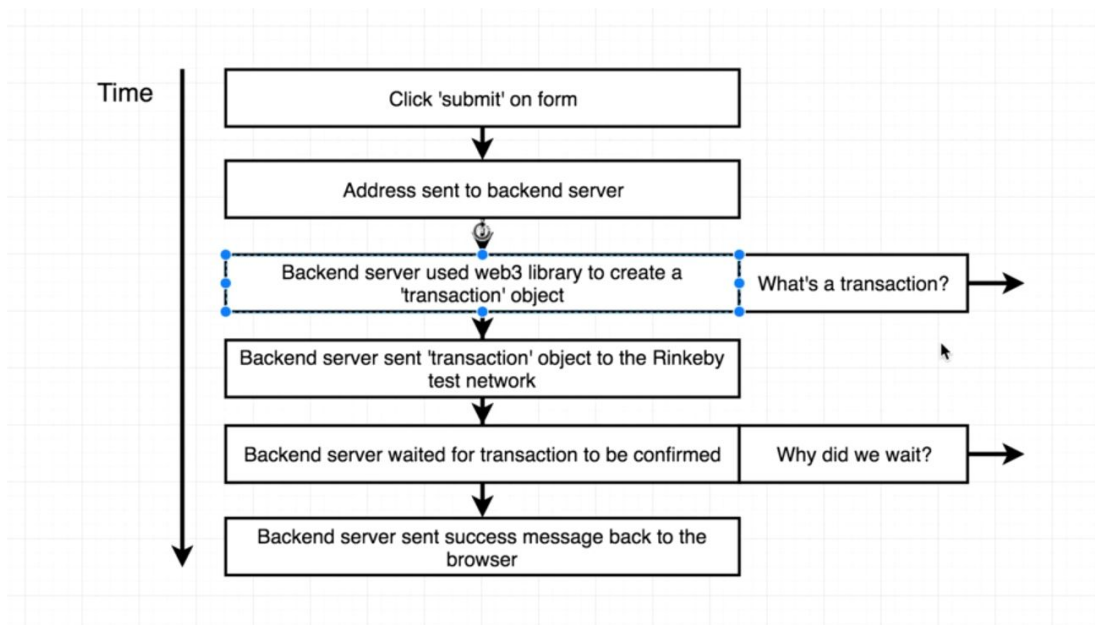 Time
Click 'submit' on form
Address sent to backend server
Backend server used web3 library to create a
'transaction' object
What's a transaction?
Backend server sent 'transaction' object to the Rinkeby
test network
Backend server waited for transaction to be confirmed
Why did we wait?
Backend server sent success message back to the
browser